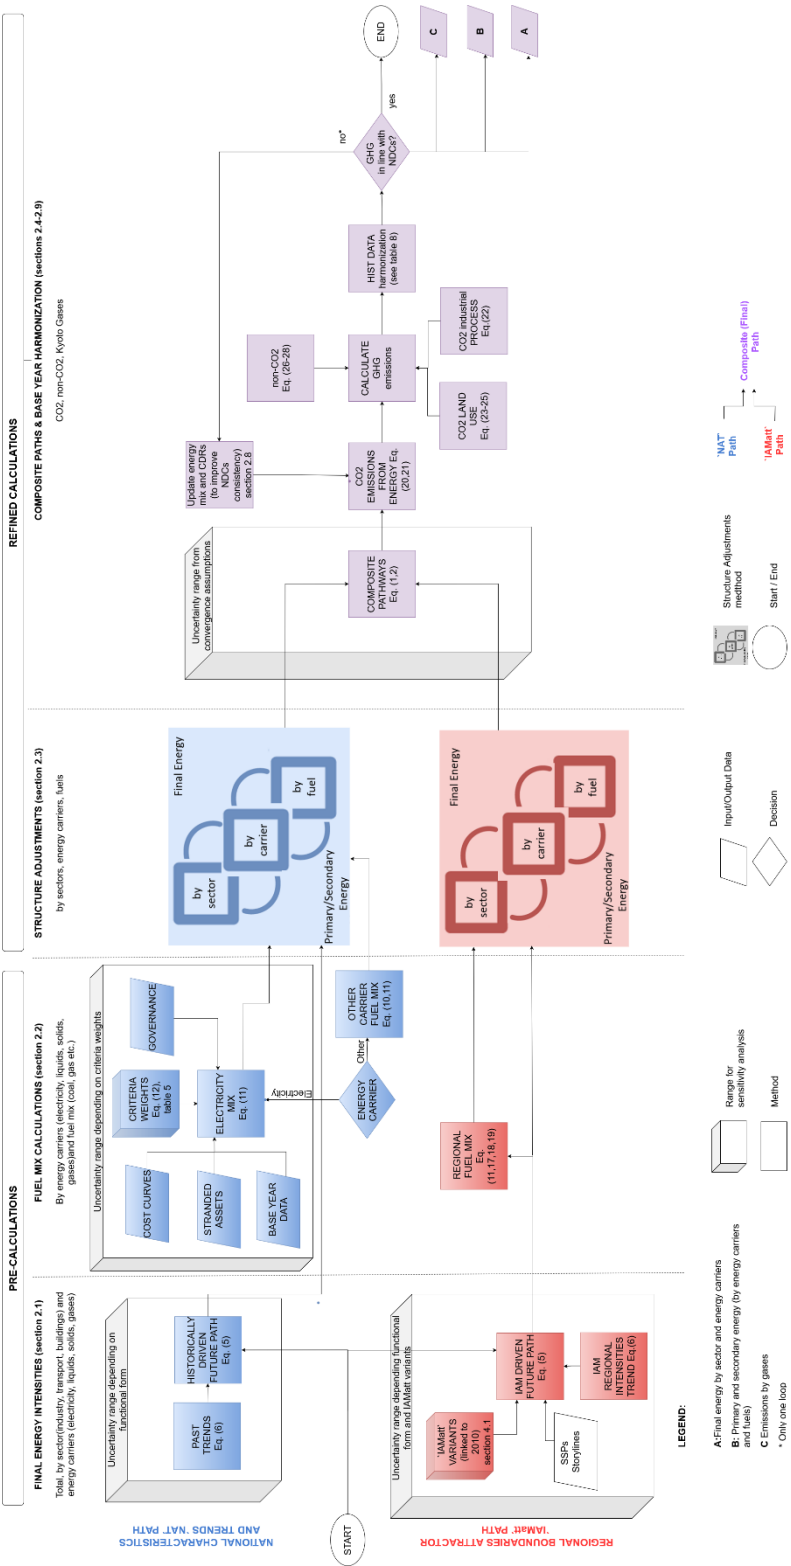 PRE-CALCULATIONS
REFINED CALCULATIONS
FINAL ENERGY INTENSITIES (section 2.1)
Total, by sector(industry, transport, buildings) and
energy carriers (electricity, liquids, solids, gases)
FUEL MIX CALCULATIONS (section 2.2)
By energy carriers (electricity, liquids, solids,
gases)and fuel mix (coal, gas etc.)
STRUCTURE ADJUSTMENTS (section 2.3)
by sectors, energy carriers, fuels
COMPOSITE PATHS & BASE YEAR HARMONIZATION (sections 2.4-2.9)
CO2, non-CO2, Kyoto Gases
NATIONAL CHARACTERISTICS
AND TRENDS 'NAT' PATH
Uncertainty range depending on
functional form
PAST
TRENDS
Eq. (6)
HISTORICALLY
DRIVEN
FUTURE PATH
Eq. (5)
Uncertainty range depending on criteria weights
COST CURVES
STRANDED
ASSETS
BASE YEAR
DATA
CRITERIA
WEIGHTS
Eq. (12),
table 5
GOVERNANCE
ELECTRICITY
MIX
Eq. (11)
Electricity
ENERGY
CARRIER
Other
OTHER
CARRIER
FUEL MIX
Eq. (10,11)
Final Energy
by
sector
by
carrier
by
fuel
Primary/Secondary
Energy
START
REGIONAL BOUNDARIES ATTRACTOR
'IAMatt' PATH
Uncertainty range depending functional
form and IAMatt variants
'IAMatt'
VARIANTS
(linked to
2010)
section 4.1
SSPs
Storylines
IAM DRIVEN
FUTURE PATH
Eq. (5)
IAM
REGIONAL
INTENSITIES
TREND Eq.(6)
REGIONAL
FUEL MIX
Eq.
(11,17,18,19)
Final Energy
by
sector
by
carrier
by
fuel
Primary/Secondary
Energy
Uncertainty range from
convergence assumptions
COMPOSITE
PATHWAYS
Eq. (1,2)
Update energy
mix and CDRs
(to improve
NDCs
consistency)
section 2.8
CO2
EMISSIONS
FROM
ENERGY Eq.
(20,21)
non-CO2
Eq. (26-28)
CALCULATE
GHG
emissions
CO2 LAND
USE
Eq. (23-25)
CO2 industrial
PROCESS
Eq.(22)
HIST DATA
harmonization
(see table 8)
GHG
in line with
NDCs?
no*
yes
END
C
B
A
LEGEND:
A:Final energy by sector and energy carriers
B: Primary and secondary energy (by energy carriers
and fuels)
C Emissions by gases
* Only one loop
Range for
sensitivity analysis
Method
Input/Output Data
Decision
Structure Adjustments
medthod
Start / End
'NAT'
Path
'IAMatt'
Path
Composite (Final)
Path